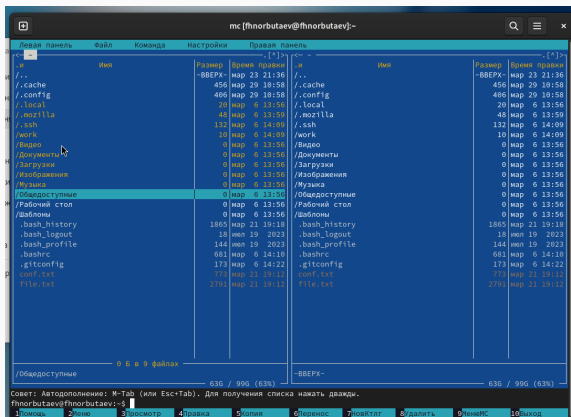 mc [fhnorbutaev@fhnorbutaev]:~
Левая панель Файл Команда Настройки Правая панель
<- ~ .[^]> <- ~ .[^]>
.и Имя Размер Время правки .и Имя Размер Время правки
/.. -ВВЕРХ- мар 23 21:36 /.. -ВВЕРХ- мар 23 21:36
/.cache 456 мар 29 10:58 /.cache 456 мар 29 10:58
/.config 406 мар 29 10:58 /.config 406 мар 29 10:58
/.local 20 мар 6 13:56 /.local 20 мар 6 13:56
/.mozilla 48 мар 6 13:59 /.mozilla 48 мар 6 13:59
/.ssh 132 мар 6 14:09 /.ssh 132 мар 6 14:09
/work 10 мар 6 14:09 /work 10 мар 6 14:09
/Видео 0 мар 6 13:56 /Видео 0 мар 6 13:56
/Документы 0 мар 6 13:56 /Документы 0 мар 6 13:56
/Загрузки 0 мар 6 13:56 /Загрузки 0 мар 6 13:56
/Изображения 0 мар 6 13:56 /Изображения 0 мар 6 13:56
/Музыка 0 мар 6 13:56 /Музыка 0 мар 6 13:56
/Общедоступные 0 мар 6 13:56 /Общедоступные 0 мар 6 13:56
/Рабочий стол 0 мар 6 13:56 /Рабочий стол 0 мар 6 13:56
/Шаблоны 0 мар 6 13:56 /Шаблоны 0 мар 6 13:56
.bash_history 1865 мар 21 19:18 .bash_history 1865 мар 21 19:18
.bash_logout 18 июл 19 2023 .bash_logout 18 июл 19 2023
.bash_profile 144 июл 19 2023 .bash_profile 144 июл 19 2023
.bashrc 681 мар 6 14:10 .bashrc 681 мар 6 14:10
.gitconfig 173 мар 6 14:22 .gitconfig 173 мар 6 14:22
conf.txt 773 мар 21 19:12 conf.txt 773 мар 21 19:12
file.txt 2791 мар 21 19:12 file.txt 2791 мар 21 19:12
0 Б в 9 файлах
/Общедоступные -ВВЕРХ-
63G / 99G (63%) 63G / 99G (63%)
Совет: Автодополнение: M-Tab (или Esc+Tab). Для получения списка нажать дважды.
fhnorbutaev@fhnorbutaev:~$
1Помощь 2Меню 3Просмотр 4Правка 5Копия 6Перенос 7НовКтлг 8Удалить 9МенюМС 10Выход